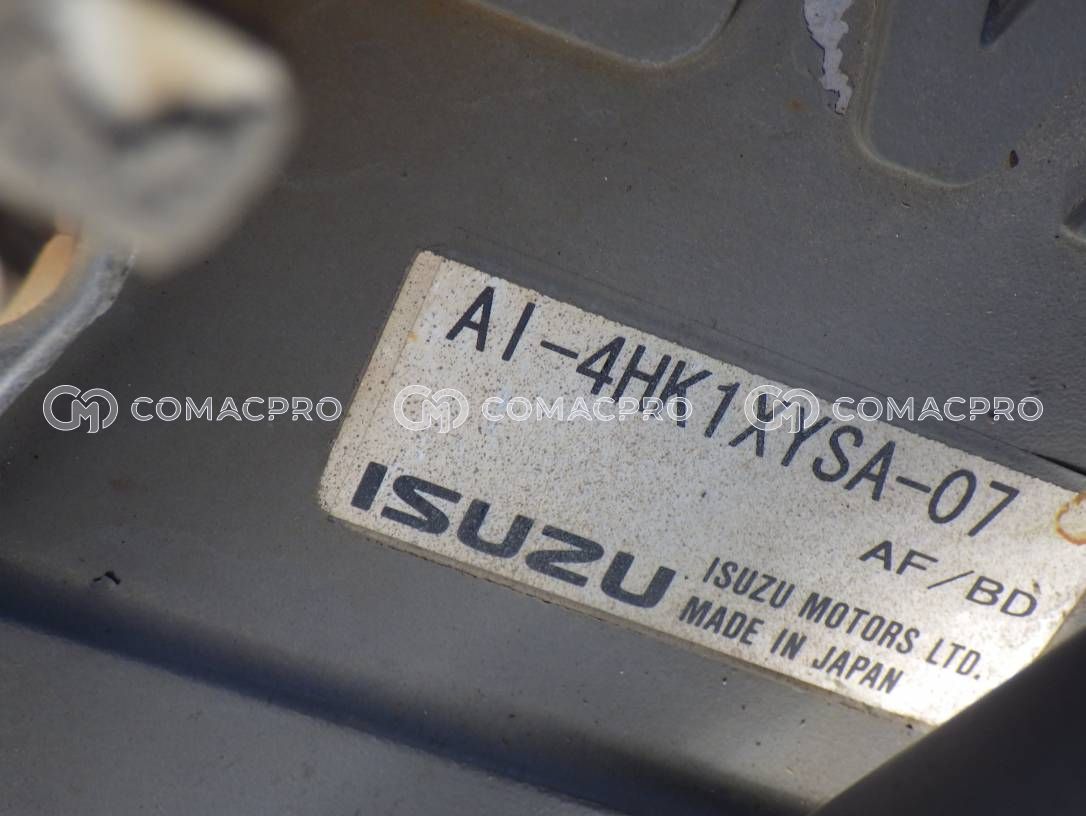 AI-4HK1XYSA-07
AF/BD
ISUZU
ISUZU MOTORS LTD.
MADE IN JAPAN
COMACPRO
COMACPRO
COMACPRO